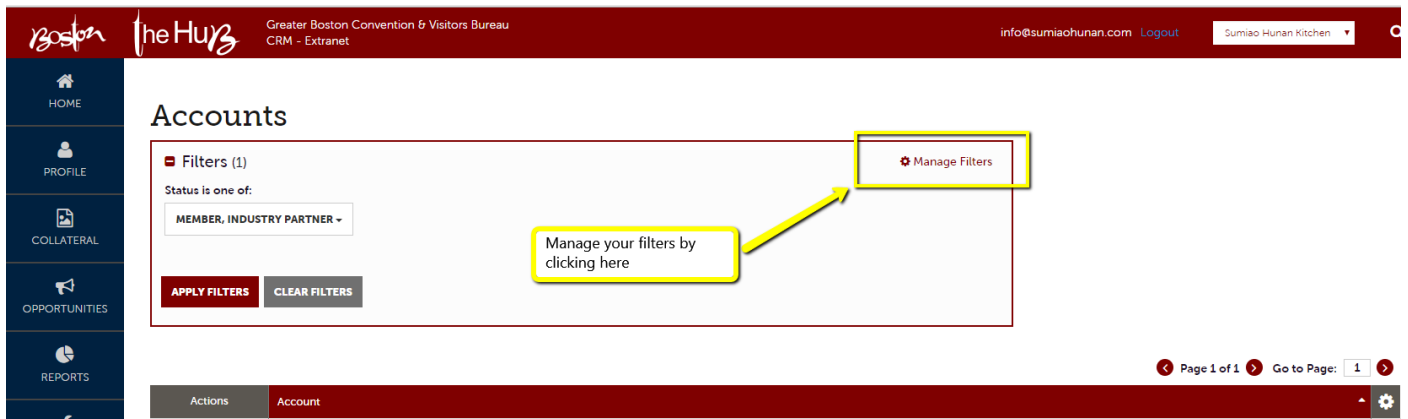 Boston
the Hub
Greater Boston Convention & Visitors Bureau
CRM - Extranet
info@sumiaohunan.com Logout
Sumiao Hunan Kitchen
HOME
PROFILE
COLLATERAL
OPPORTUNITIES
REPORTS
Accounts
Filters (1)
Manage Filters
Status is one of:
MEMBER, INDUSTRY PARTNER
Manage your filters by
clicking here
APPLY FILTERS
CLEAR FILTERS
Page 1 of 1
Go to Page: 1
Actions
Account